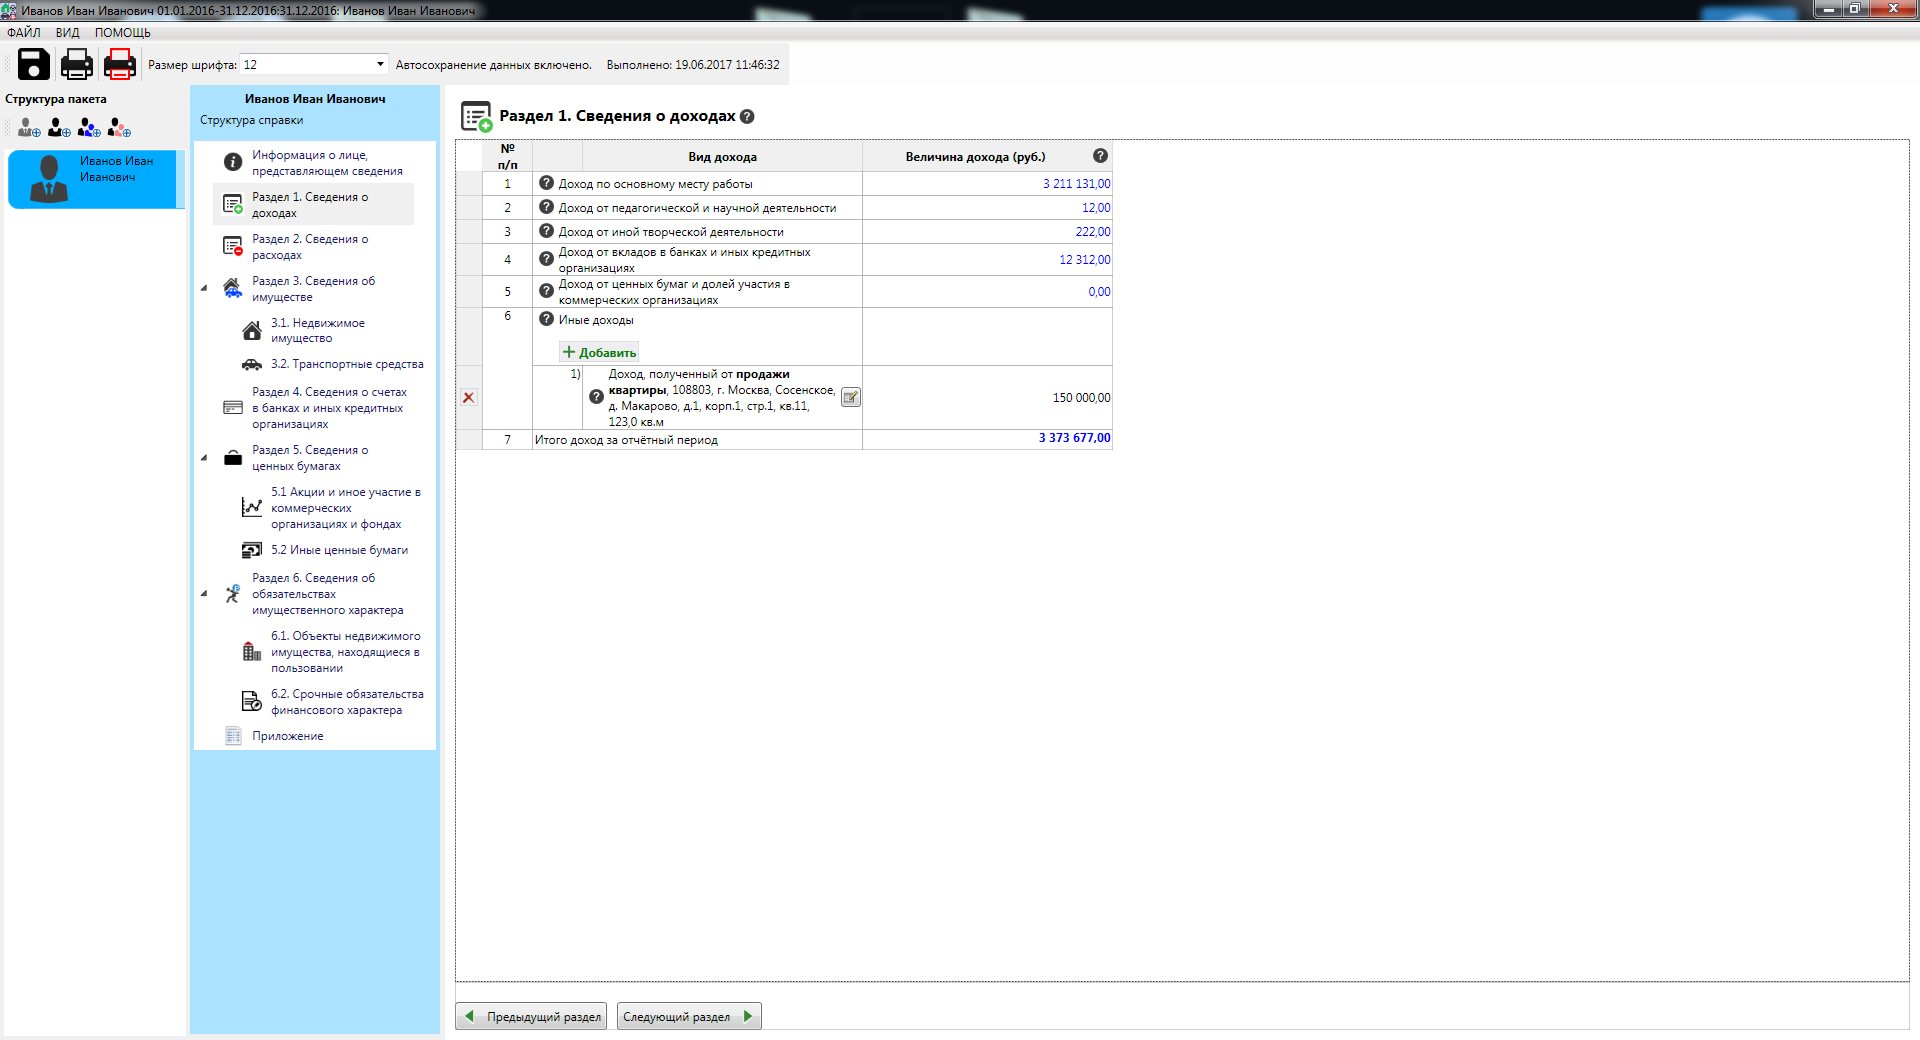 Иванов Иван Иванович 01.01.2016-31.12.2016:31.12.2016: Иванов Иван Иванович
ФАЙЛ ВИД ПОМОЩЬ
Размер шрифта: 12 Автосохранение данных включено. Выполнено: 19.06.2017 11:46:32
Структура пакета
Иванов Иван
Иванович
Иванов Иван Иванович
Структура справки
Информация о лице,
представляющем сведения
Раздел 1. Сведения о
доходах
Раздел 2. Сведения о
расходах
Раздел 3. Сведения об
имуществе
3.1. Недвижимое
имущество
3.2. Транспортные средства
Раздел 4. Сведения о счетах
в банках и иных кредитных
организациях
Раздел 5. Сведения о
ценных бумагах
5.1 Акции и иное участие в
коммерческих
организациях и фондах
5.2 Иные ценные бумаги
Раздел 6. Сведения об
обязательствах
имущественного характера
6.1. Объекты недвижимого
имущества, находящиеся в
пользовании
6.2. Срочные обязательства
финансового характера
Приложение
Раздел 1. Сведения о доходах ?
№
п/п
Вид дохода
Величина дохода (руб.) ?
1 ? Доход по основному месту работы 3 211 131,00
2 ? Доход от педагогической и научной деятельности 12,00
3 ? Доход от иной творческой деятельности 222,00
4 ? Доход от вкладов в банках и иных кредитных
организациях 12 312,00
5 ? Доход от ценных бумаг и долей участия в
коммерческих организациях 0,00
6 ? Иные доходы
+ Добавить
1) Доход, полученный от продажи
? квартиры, 108803, г. Москва, Сосенское,
д. Макарово, д.1, корп.1, стр.1, кв.11,
123,0 кв.м
150 000,00
7 Итого доход за отчётный период 3 373 677,00
Предыдущий раздел Следующий раздел